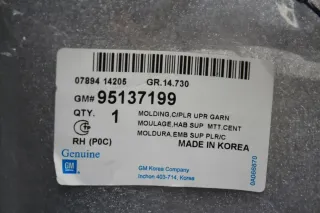 07894 14205 GR.14.730
GM# 95137199
QTY. 1 MOLDING,C/PLR UPR GARN
MOULAGE,HAB SUP MTT.CENT
MOLDURA,EMB SUP PLR/C
RH (P0C) MADE IN KOREA
Genuine
GM
GM Korea Company
Inchon 403-714, Korea